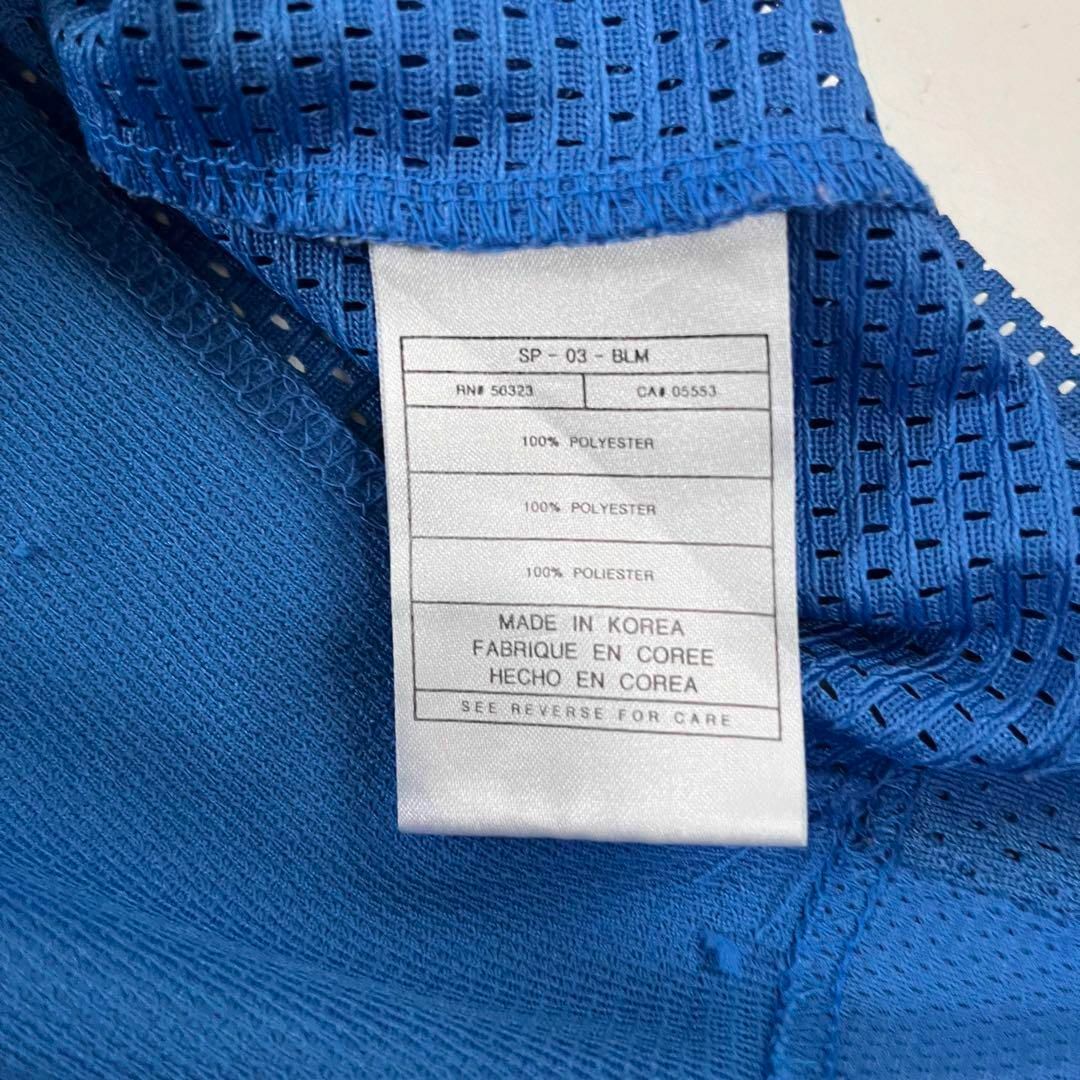 SP - 03 - BLM
RN# 56323 CA# 05553
100% POLYESTER
100% POLYESTER
100% POLIESTER
MADE IN KOREA
FABRIQUE EN COREE
HECHO EN COREA
SEE REVERSE FOR CARE